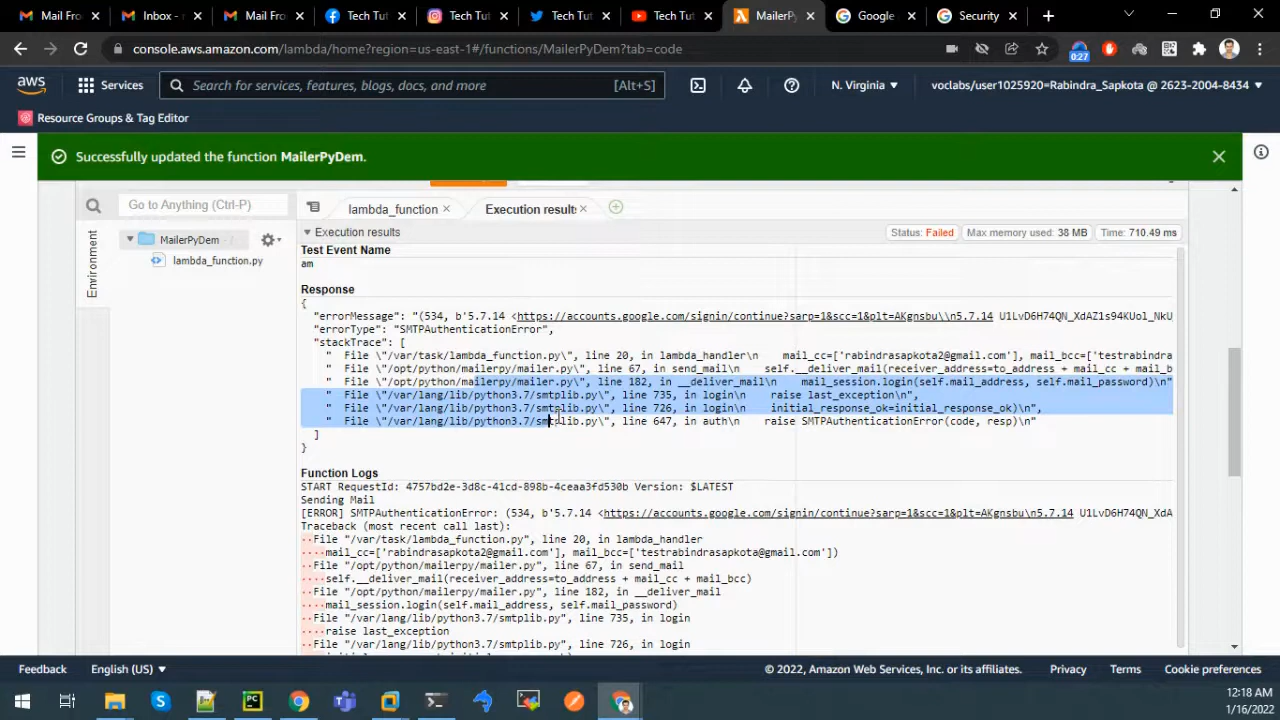 Mail Fro
Inbox - r
Mail Fro
Tech Tut
Tech Tut
Tech Tut
Tech Tut
MailerPy
Google
Security
console.aws.amazon.com/lambda/home?region=us-east-1#/functions/MailerPyDem?tab=code
0:27
aws
Services
Search for services, features, blogs, docs, and more
[Alt+S]
N. Virginia
voclabs/user1025920=Rabindra_Sapkota @ 2623-2004-8434
Resource Groups & Tag Editor
Successfully updated the function MailerPyDem.
Go to Anything (Ctrl-P)
lambda_function
Execution results
Environment
MailerPyDem - /
lambda_function.py
Execution results
Status: Failed
Max memory used: 38 MB
Time: 710.49 ms
Test Event Name
am
Response
{
"errorMessage": "(534, b'5.7.14 <https://accounts.google.com/signin/continue?sarp=1&scc=1&plt=AKgnsbu\\n5.7.14 U1LvD6H74QN_XdAZ1s94KUol_NkU
"errorType": "SMTPAuthenticationError",
"stackTrace": [
" File \"/var/task/lambda_function.py\", line 20, in lambda_handler\n mail_cc=['rabindrasapkota2@gmail.com'], mail_bcc=['testrabindra
" File \"/opt/python/mailerpy/mailer.py\", line 67, in send_mail\n self.__deliver_mail(receiver_address=to_address + mail_cc + mail_b
" File \"/opt/python/mailerpy/mailer.py\", line 182, in __deliver_mail\n mail_session.login(self.mail_address, self.mail_password)\n"
" File \"/var/lang/lib/python3.7/smtplib.py\", line 735, in login\n raise last_exception\n",
" File \"/var/lang/lib/python3.7/smtplib.py\", line 726, in login\n initial_response_ok=initial_response_ok)\n",
" File \"/var/lang/lib/python3.7/smtplib.py\", line 647, in auth\n raise SMTPAuthenticationError(code, resp)\n"
]
}
Function Logs
START RequestId: 4757bd2e-3d8c-41cd-898b-4ceaa3fd530b Version: $LATEST
Sending Mail
[ERROR] SMTPAuthenticationError: (534, b'5.7.14 <https://accounts.google.com/signin/continue?sarp=1&scc=1&plt=AKgnsbu\n5.7.14 U1LvD6H74QN_XdA
Traceback (most recent call last):
File "/var/task/lambda_function.py", line 20, in lambda_handler
mail_cc=['rabindrasapkota2@gmail.com'], mail_bcc=['testrabindrasapkota@gmail.com'])
File "/opt/python/mailerpy/mailer.py", line 67, in send_mail
self.__deliver_mail(receiver_address=to_address + mail_cc + mail_bcc)
File "/opt/python/mailerpy/mailer.py", line 182, in __deliver_mail
mail_session.login(self.mail_address, self.mail_password)
File "/var/lang/lib/python3.7/smtplib.py", line 735, in login
raise last_exception
File "/var/lang/lib/python3.7/smtplib.py", line 726, in login
Feedback
English (US)
© 2022, Amazon Web Services, Inc. or its affiliates.
Privacy
Terms
Cookie preferences
12:18 AM
1/16/2022